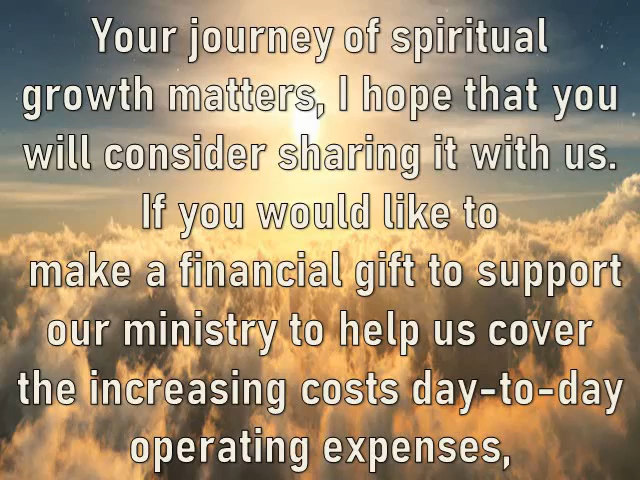 Your journey of spiritual
growth matters, I hope that you
will consider sharing it with us.
If you would like to
make a financial gift to support
our ministry to help us cover
the increasing costs day-to-day
operating expenses,